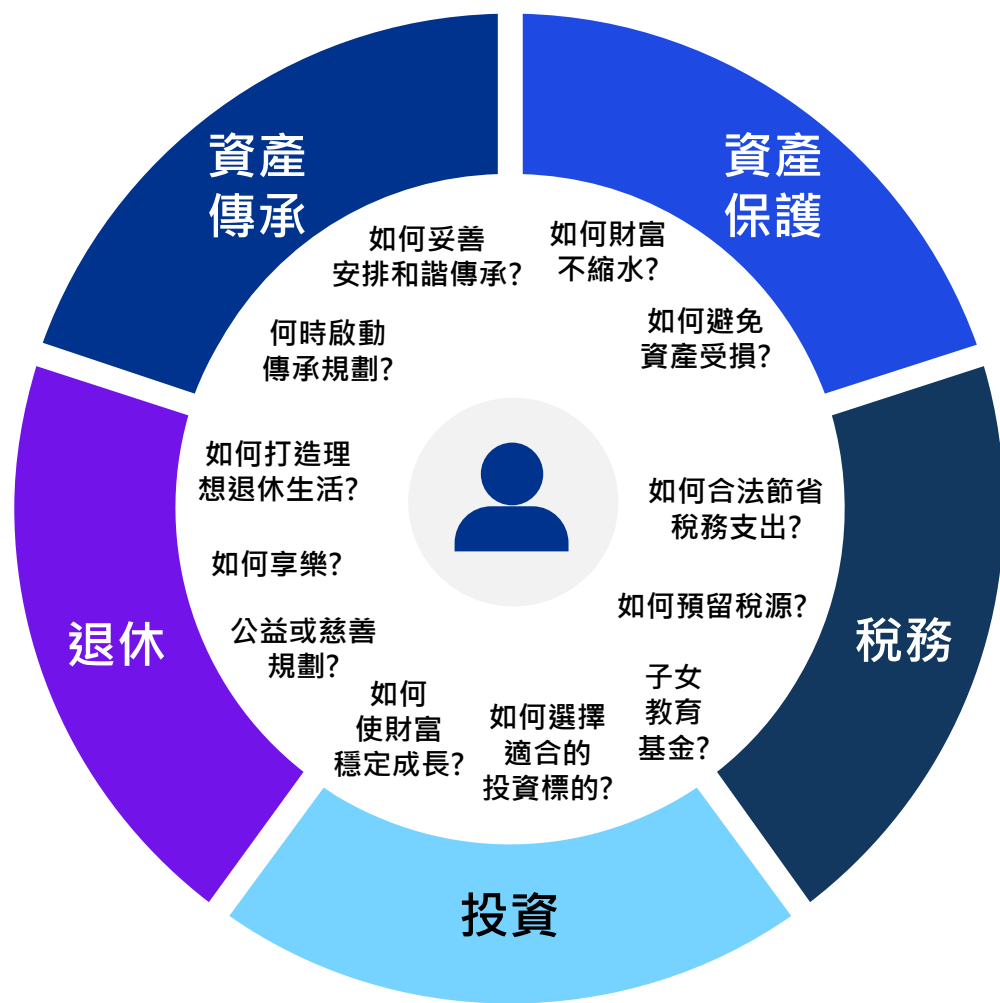 資產
傳承
資產
保護
稅務
投資
退休
如何妥善
安排和諧傳承?
何時啟動
傳承規劃?
如何財富
不縮水?
如何避免
資產受損?
如何合法節省
稅務支出?
如何預留稅源?
子女
教育
基金?
如何選擇
適合的
投資標的?
如何
使財富
穩定成長?
公益或慈善
規劃?
如何享樂?
如何打造理
想退休生活?